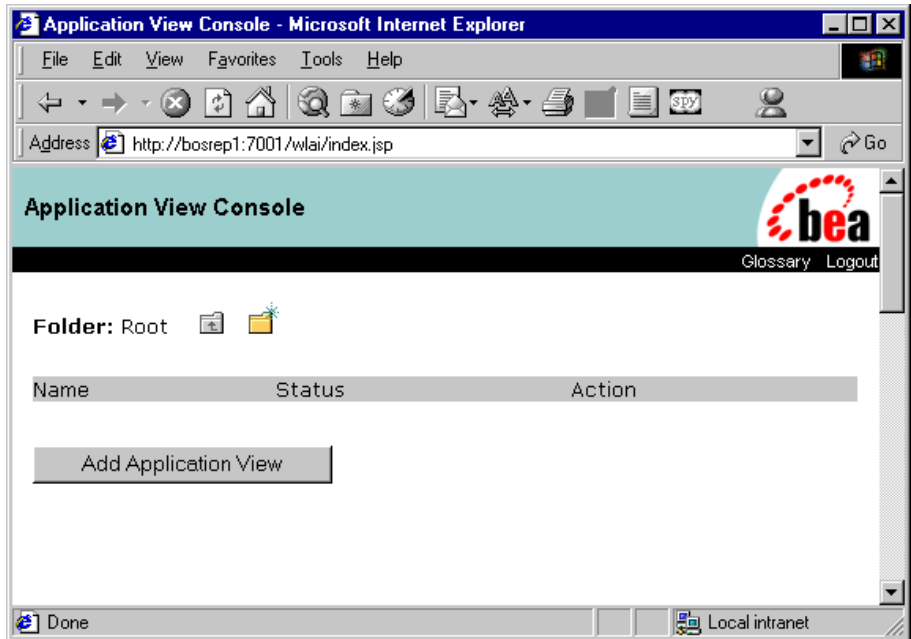 Application View Console - Microsoft Internet Explorer
File Edit View Favorites Tools Help
SPY
Address http://bosrep1:7001/wlai/index.jsp Go
Application View Console
bea
Glossary Logout
Folder: Root
Name Status Action
Add Application View
Done Local intranet